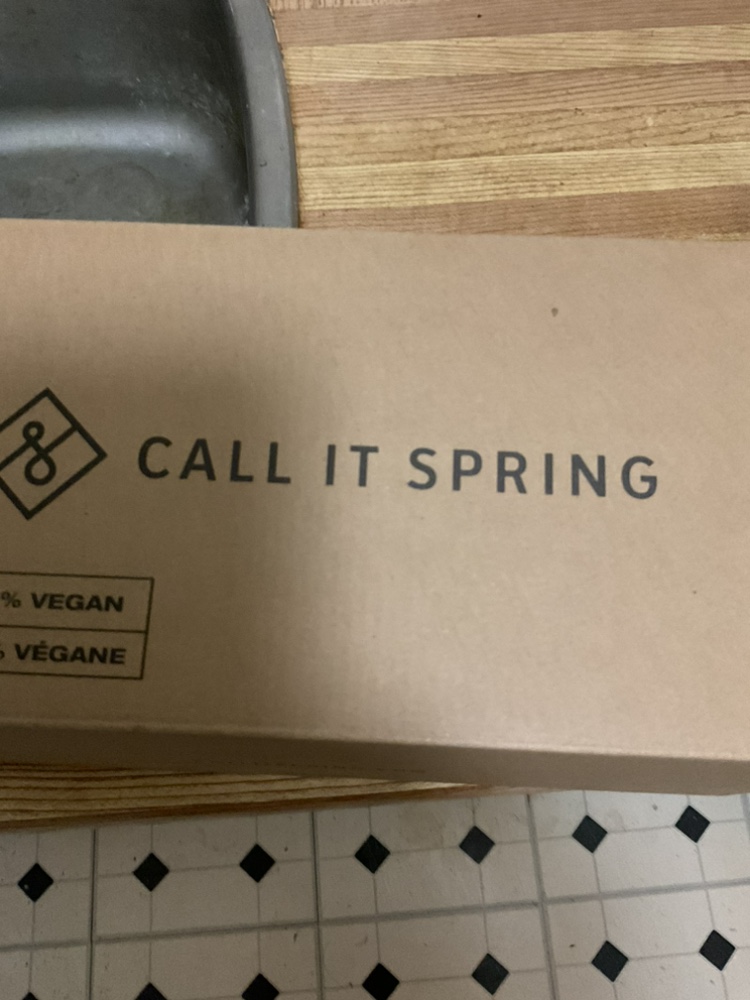 CALL IT SPRING
% VEGAN
% VÉGANE